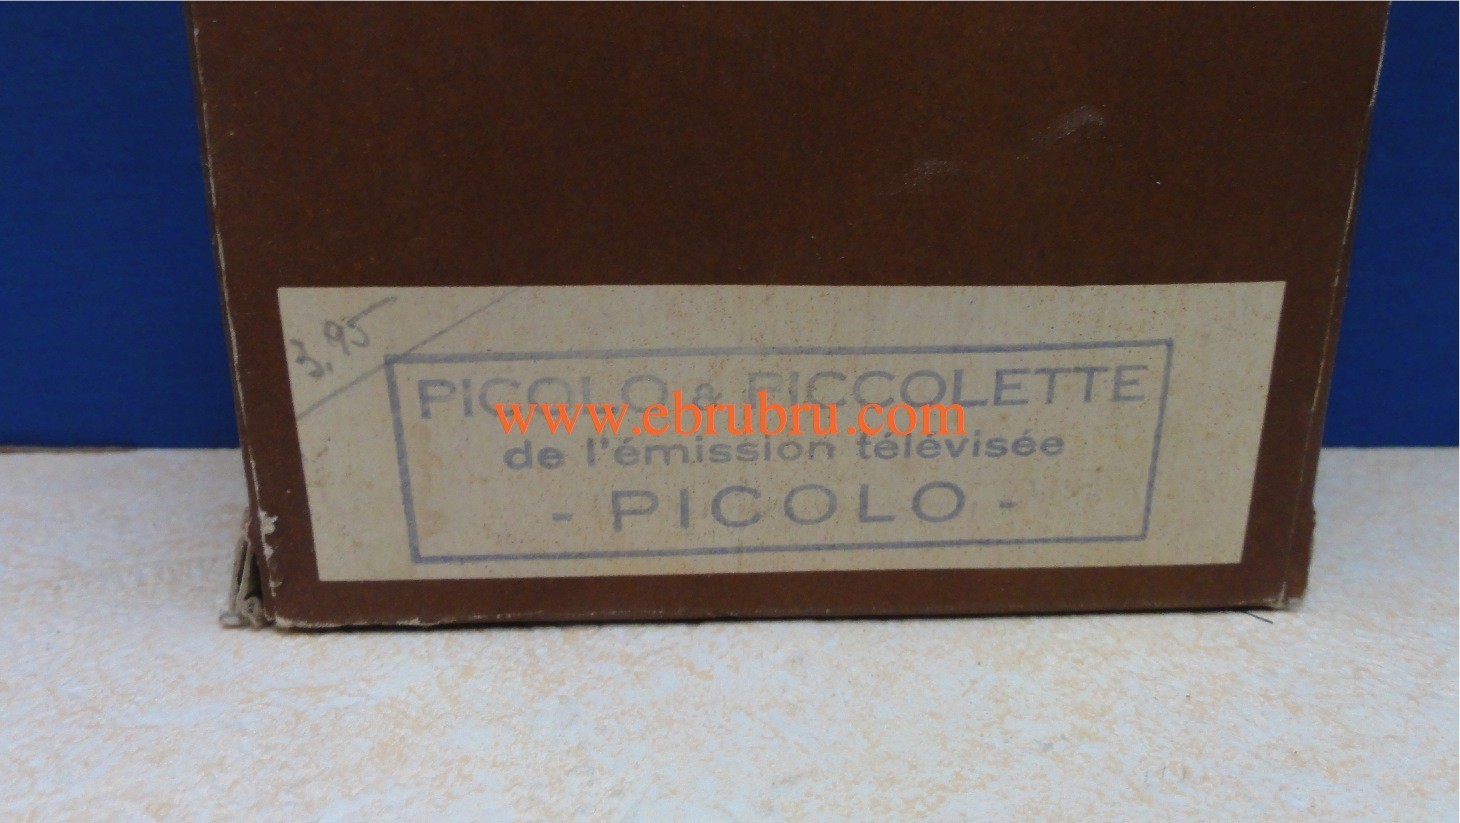 3,95
PICOLO & PICCOLETTE
www.ebrubru.com
de l'émission télévisée
- PICOLO -